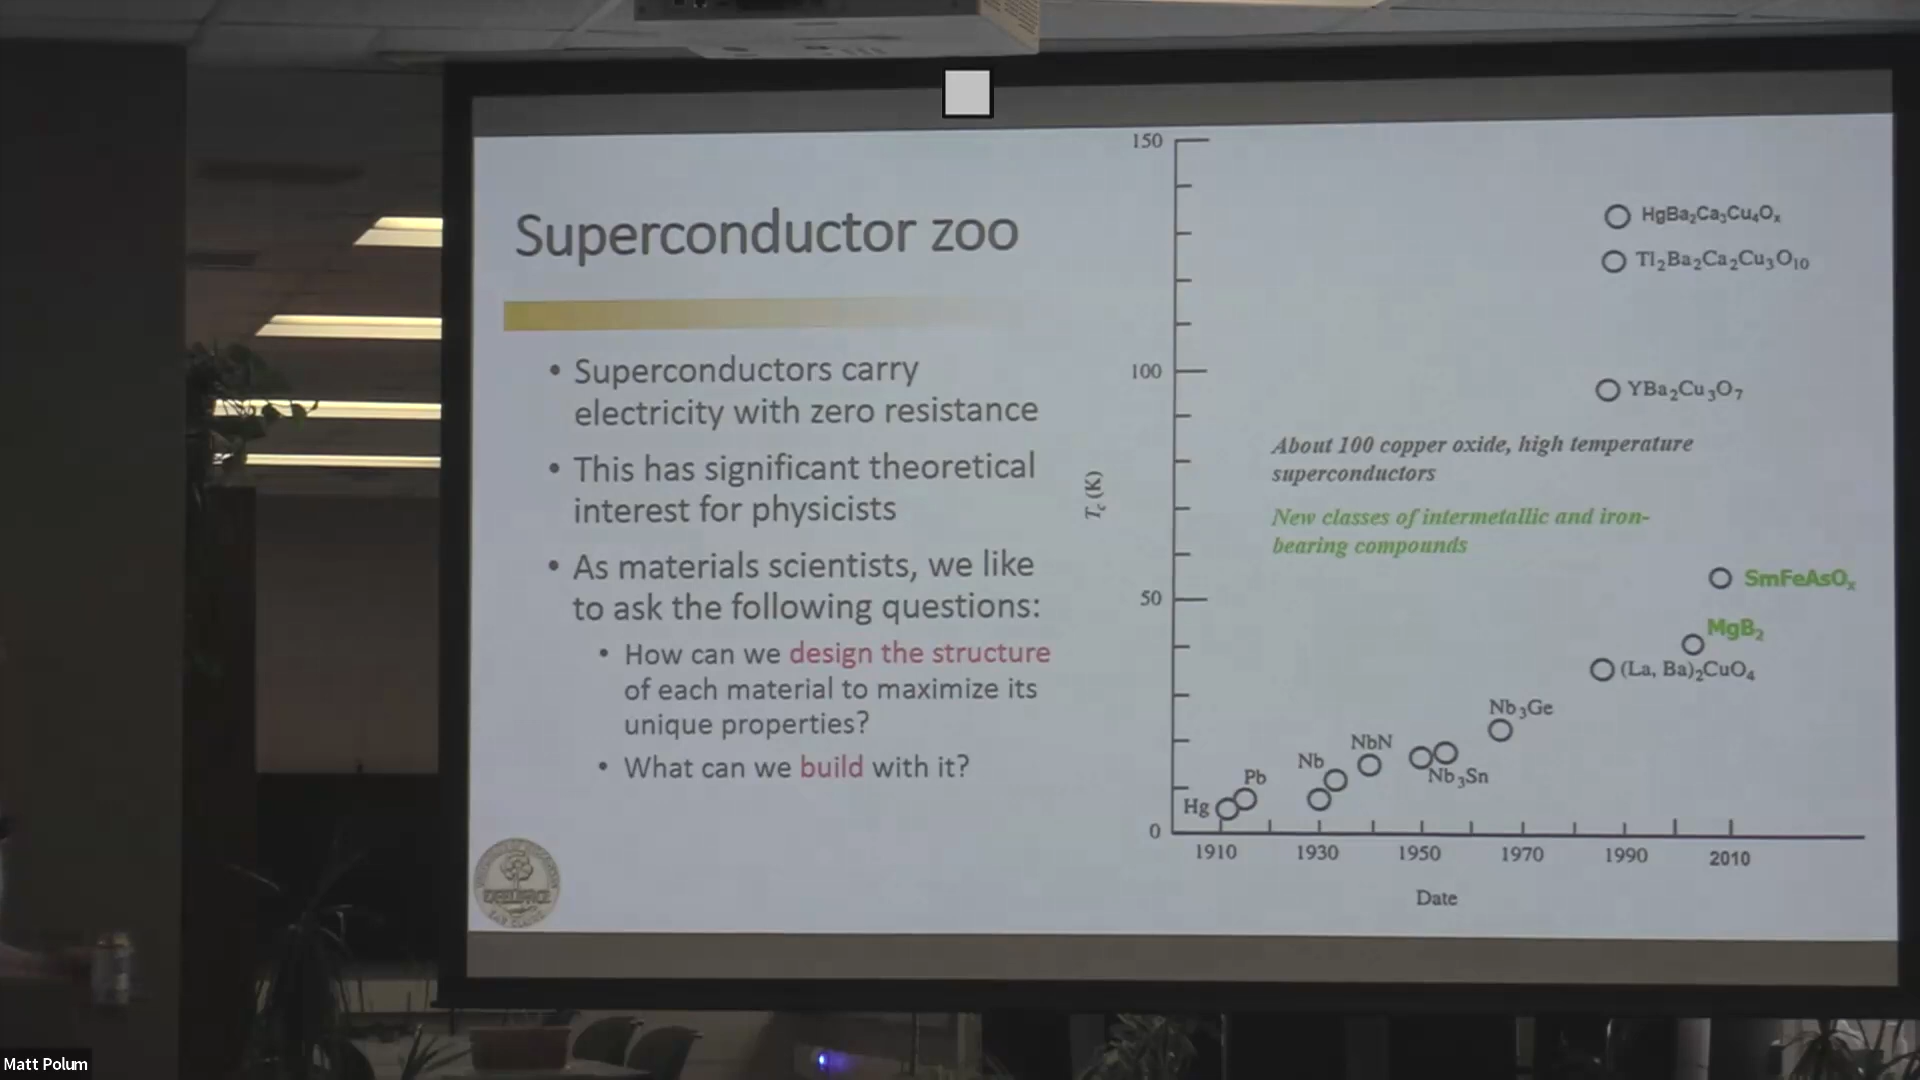 Superconductor zoo
• Superconductors carry
electricity with zero resistance
• This has significant theoretical
interest for physicists
• As materials scientists, we like
to ask the following questions:
• How can we design the structure
of each material to maximize its
unique properties?
• What can we build with it?
150
100
50
0
T_c (K)
HgBa₂Ca₃Cu₄Oₓ
Tl₂Ba₂Ca₂Cu₃O₁₀
YBa₂Cu₃O₇
About 100 copper oxide, high temperature
superconductors
New classes of intermetallic and iron-
bearing compounds
SmFeAsOₓ
MgB₂
(La, Ba)₂CuO₄
Nb₃Ge
NbN
Nb
Nb₃Sn
Pb
Hg
1910 1930 1950 1970 1990 2010
Date
EXCELLENCE
Matt Polum